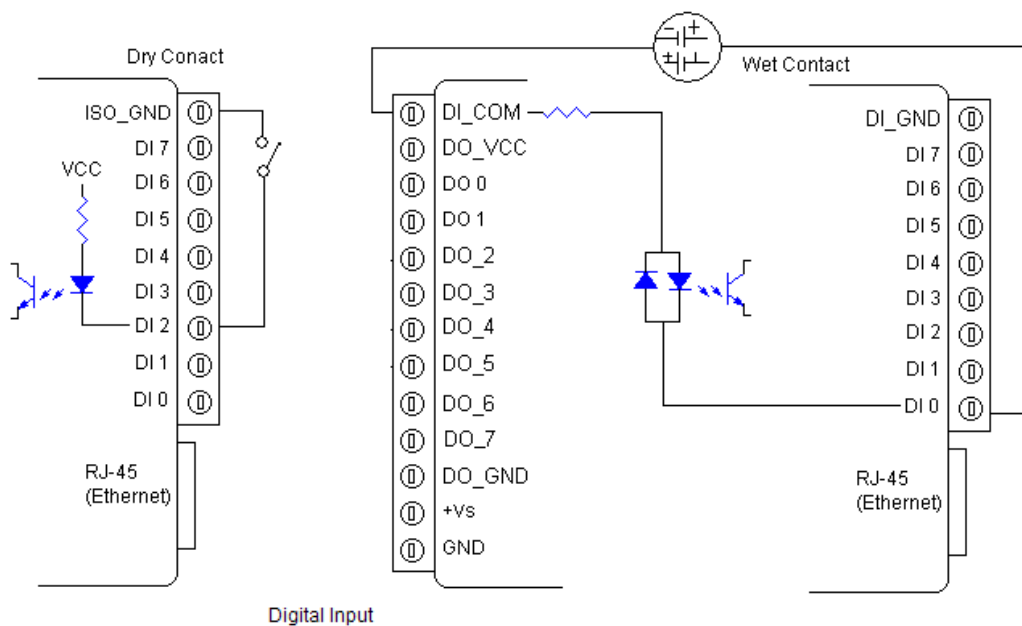 Dry Conact
ISO_GND
DI 7
DI 6
DI 5
DI 4
DI 3
DI 2
DI 1
DI 0
VCC
RJ-45
(Ethernet)
DI_COM
DO_VCC
DO 0
DO 1
DO_2
DO_3
DO_4
DO_5
DO_6
DO_7
DO_GND
+Vs
GND
Wet Contact
DI_GND
DI 7
DI 6
DI 5
DI 4
DI 3
DI 2
DI 1
DI 0
RJ-45
(Ethernet)
Digital Input